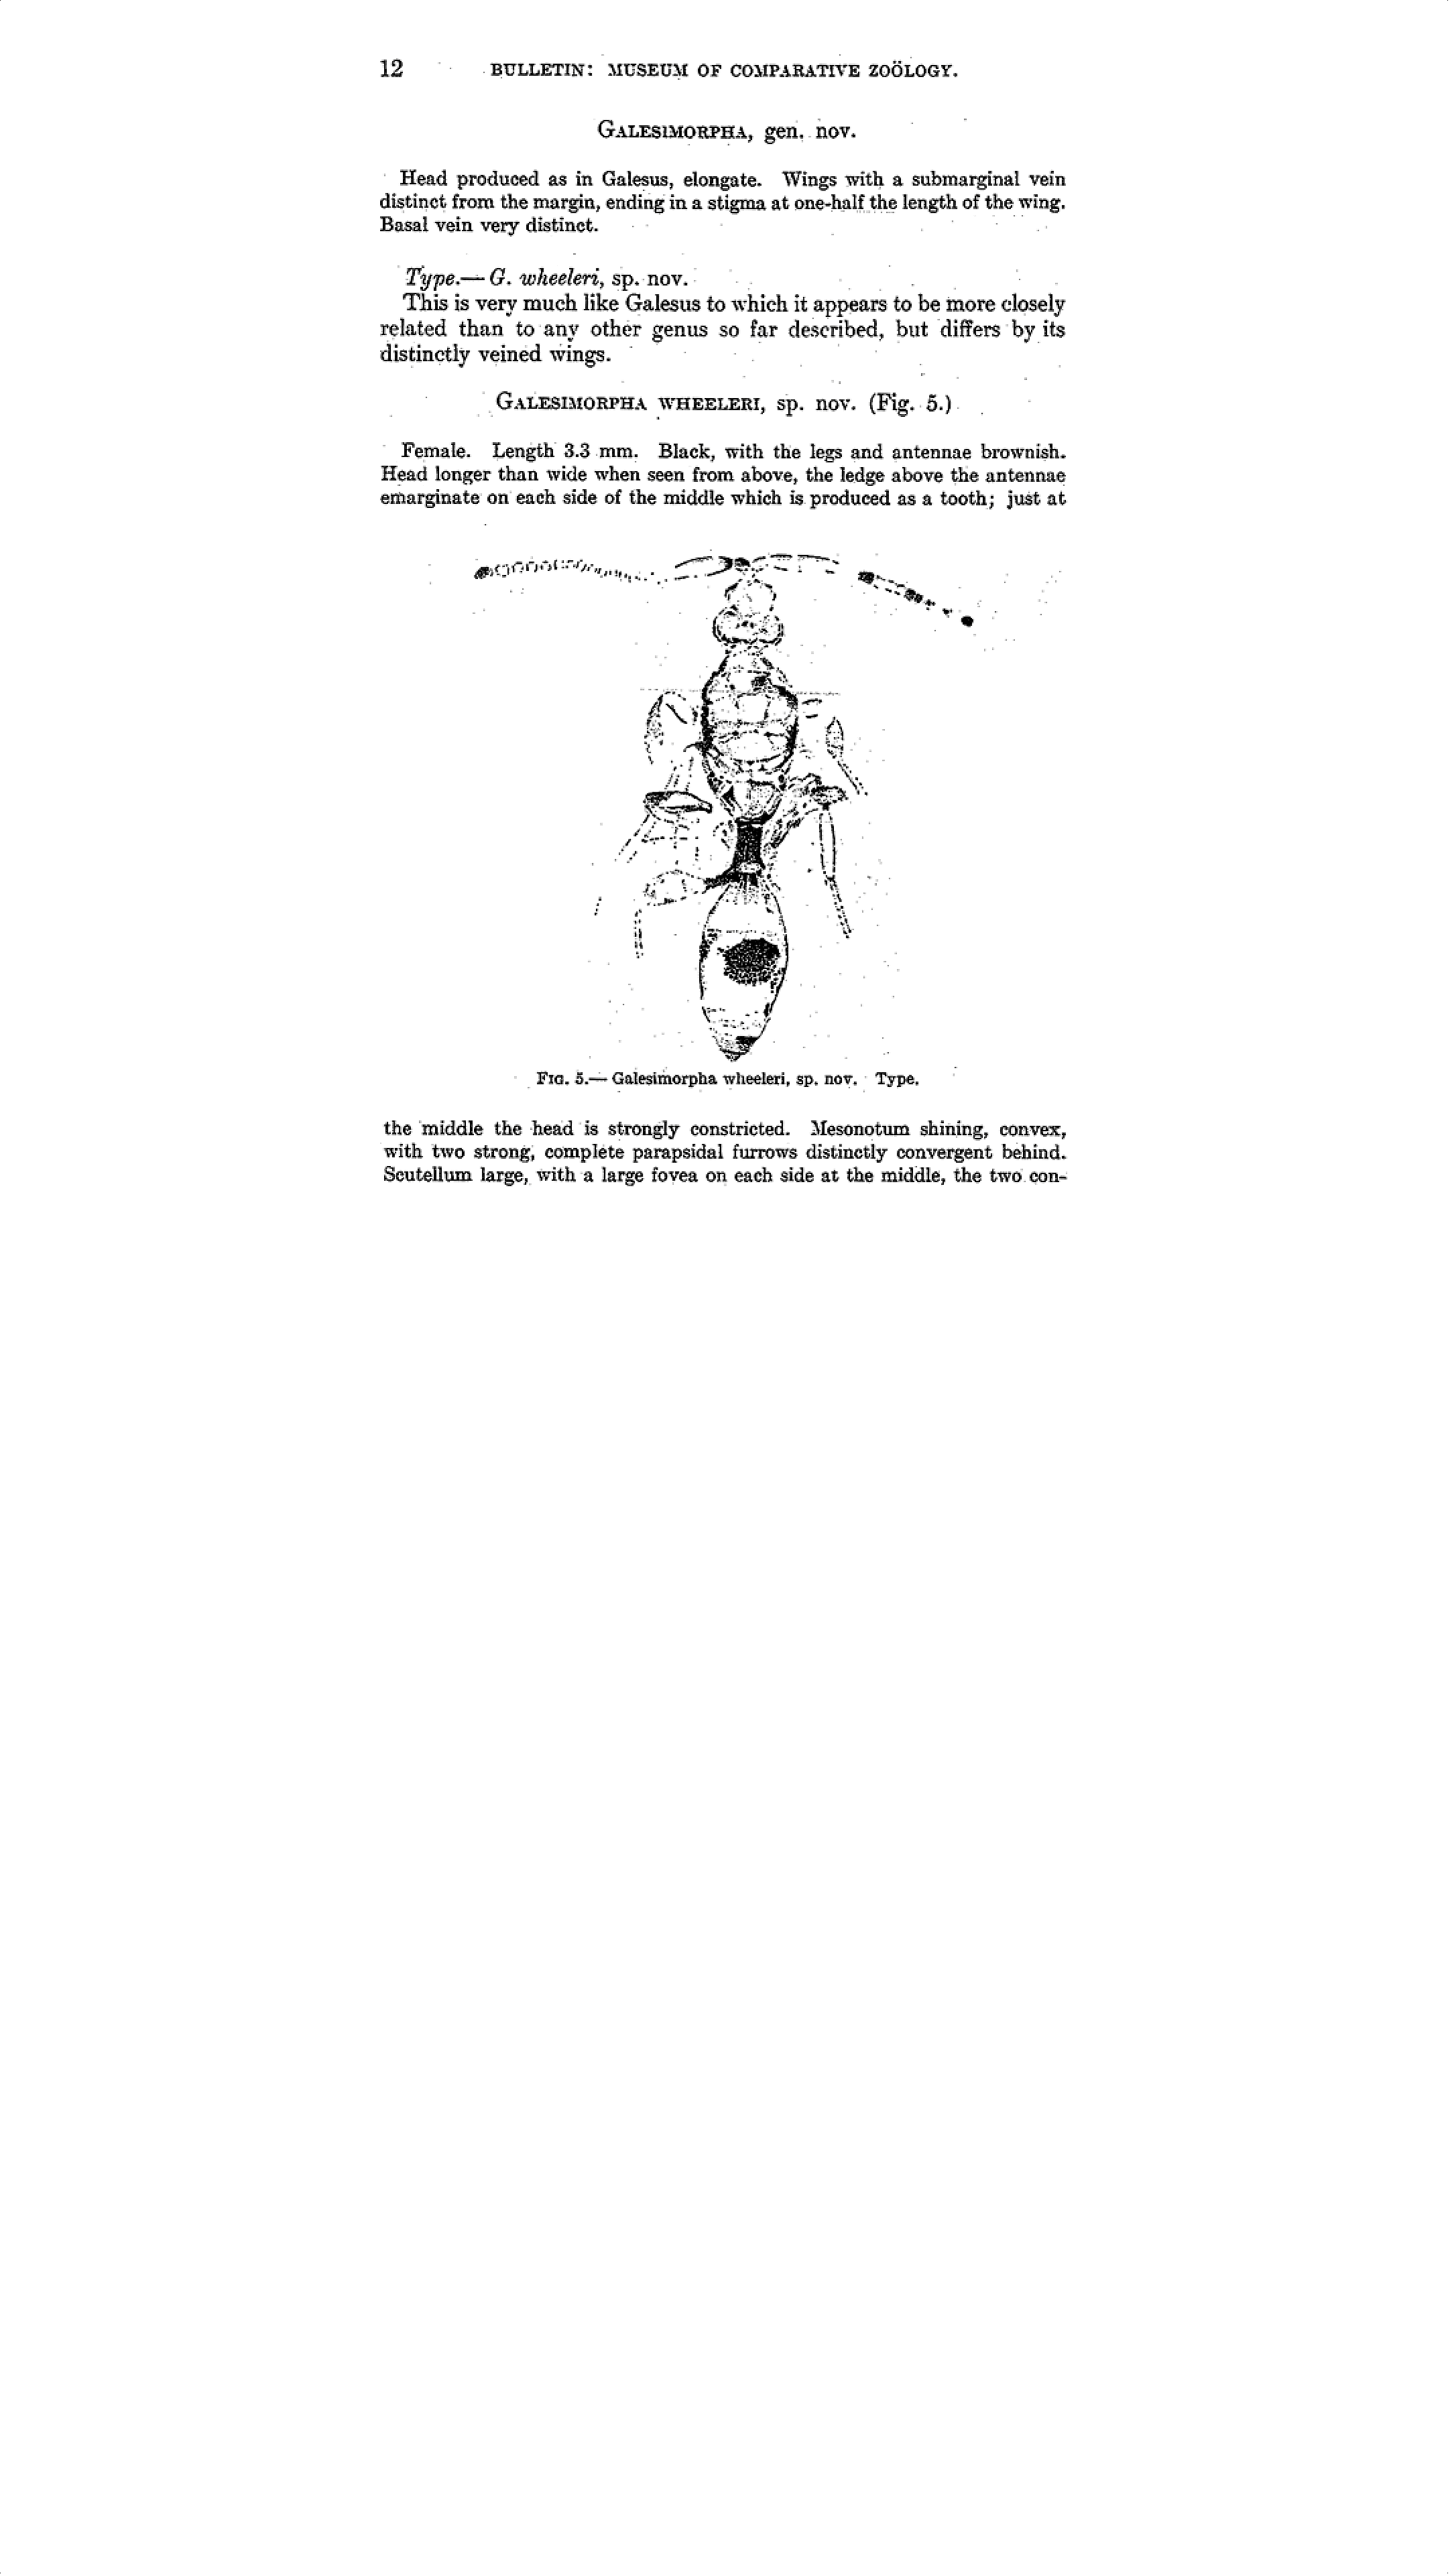 12 BULLETIN: MUSEUM OF COMPARATIVE ZOÖLOGY.
GALESIMORPHA, gen. nov.
Head produced as in Galesus, elongate. Wings with a submarginal vein
distinct from the margin, ending in a stigma at one-half the length of the wing.
Basal vein very distinct.
Type.— G. wheeleri, sp. nov.
This is very much like Galesus to which it appears to be more closely
related than to any other genus so far described, but differs by its
distinctly veined wings.
GALESIMORPHA WHEELERI, sp. nov. (Fig. 5.)
Female. Length 3.3 mm. Black, with the legs and antennae brownish.
Head longer than wide when seen from above, the ledge above the antennae
emarginate on each side of the middle which is produced as a tooth; just at
FIG. 5.— Galesimorpha wheeleri, sp. nov. Type.
the middle the head is strongly constricted. Mesonotum shining, convex,
with two strong, complete parapsidal furrows distinctly convergent behind.
Scutellum large, with a large fovea on each side at the middle, the two con-